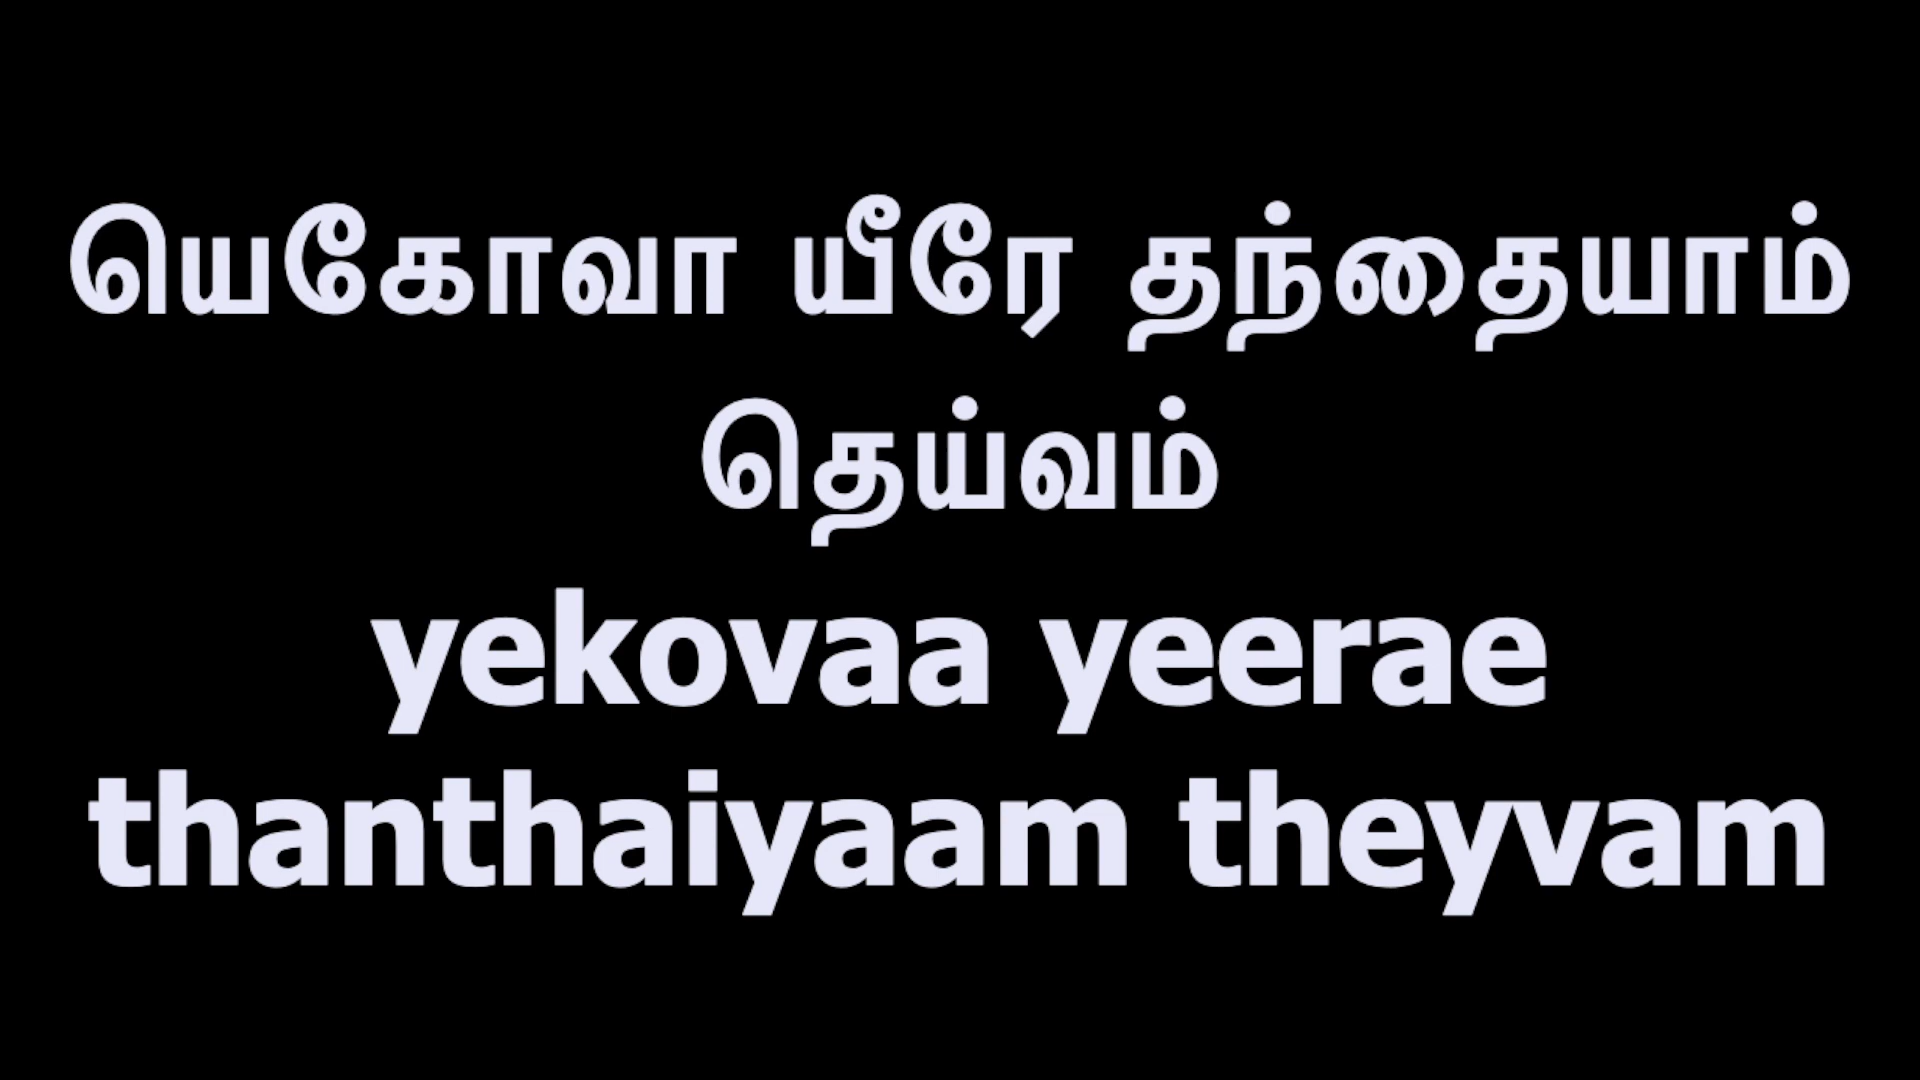 யெகோவா யீரே தந்தையாம்
தெய்வம்
yekovaa yeerae
thanthaiyaam theyvam